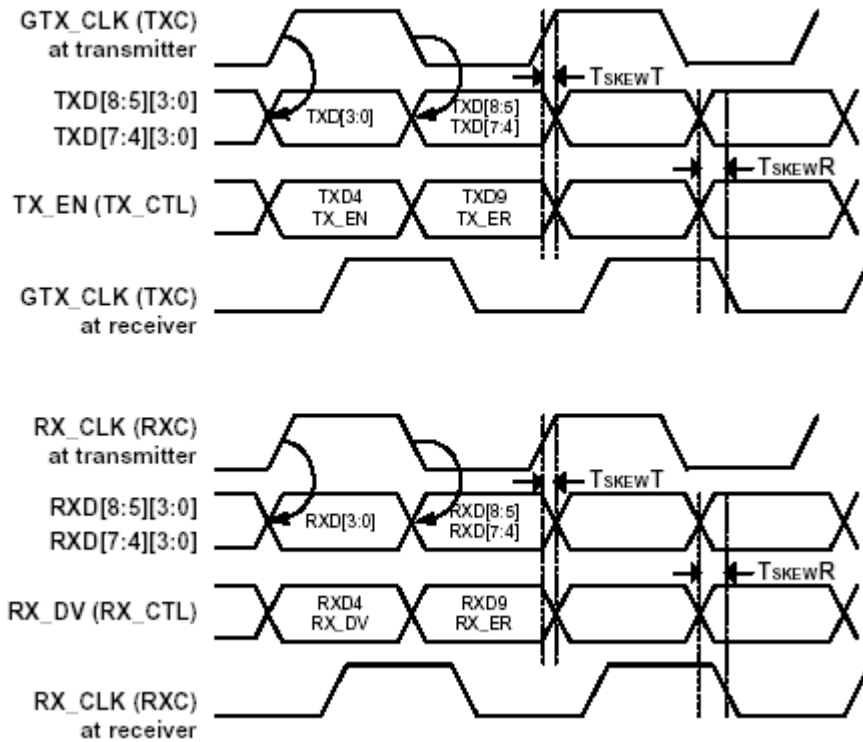 GTX_CLK (TXC)
at transmitter
TSKEWT
TXD[8:5][3:0]
TXD[7:4][3:0]
TXD[3:0]
TXD[8:5]
TXD[7:4]
TSKEWR
TX_EN (TX_CTL)
TXD4
TX_EN
TXD9
TX_ER
GTX_CLK (TXC)
at receiver
RX_CLK (RXC)
at transmitter
TSKEWT
RXD[8:5][3:0]
RXD[7:4][3:0]
RXD[3:0]
RXD[8:5]
RXD[7:4]
TSKEWR
RX_DV (RX_CTL)
RXD4
RX_DV
RXD9
RX_ER
RX_CLK (RXC)
at receiver